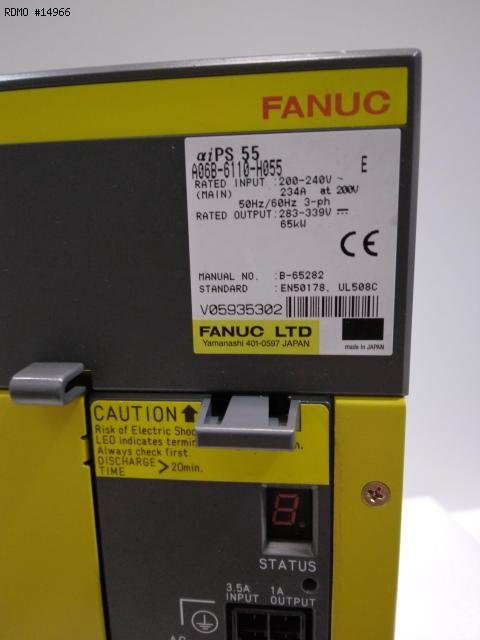 RDMO #14966
FANUC
αiPS 55
A06B-6110-H055 E
RATED INPUT :200-240V ~
(MAIN) 234A at 200V
50Hz/60Hz 3-ph
RATED OUTPUT:283-339V
65kW
CE
MANUAL NO. :B-65282
STANDARD :EN50178, UL508C
V05935302
FANUC LTD
Yamanashi 401-0597 JAPAN
made in JAPAN
CAUTION
Risk of Electric
LED indicates
Always check first.
DISCHARGE
TIME >20min.
STATUS
3.5A 1A
INPUT OUTPUT